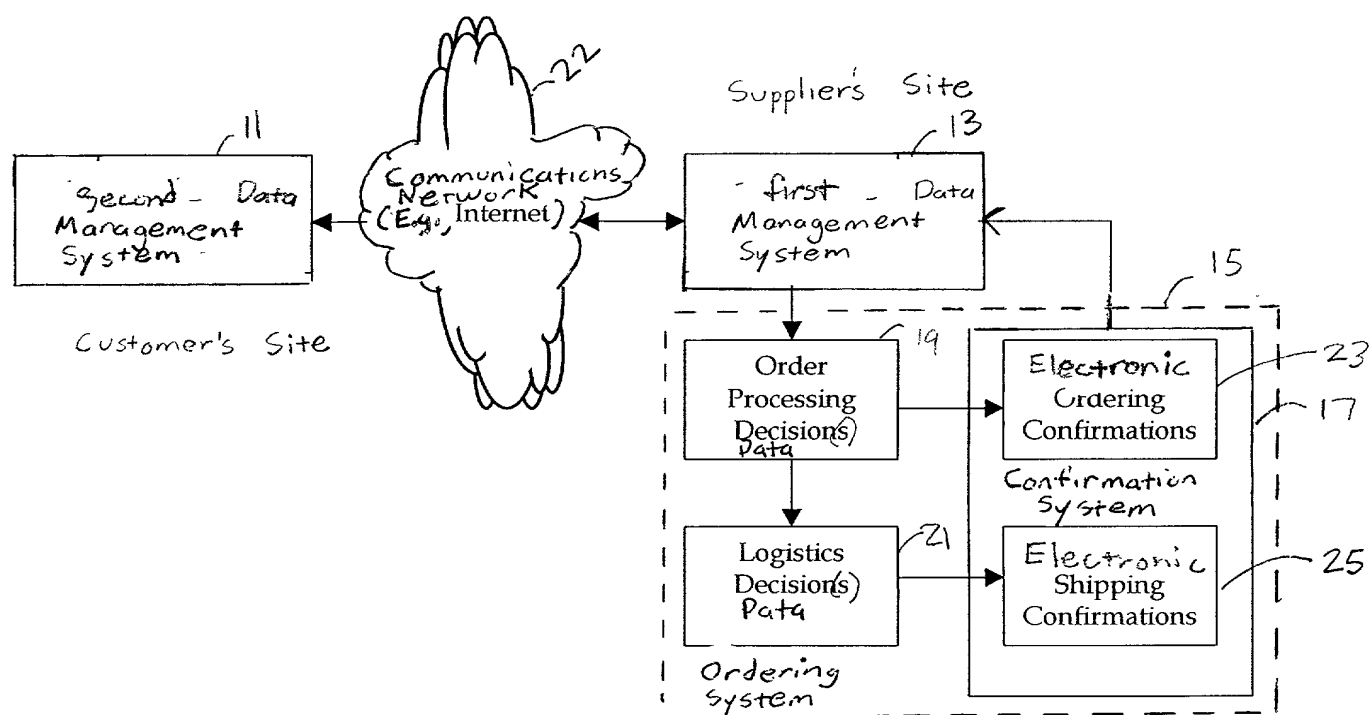 22
Supplier's Site
11
13
Second Data
Management
System
Communications
Network
(E.g., Internet)
first Data
Management
System
15
Customer's Site
19
Order
Processing
Decision(s)
Data
Electronic
Ordering
Confirmations
23
17
Confirmation
System
21
Logistics
Decision(s)
Data
Electronic
Shipping
Confirmations
25
Ordering
System